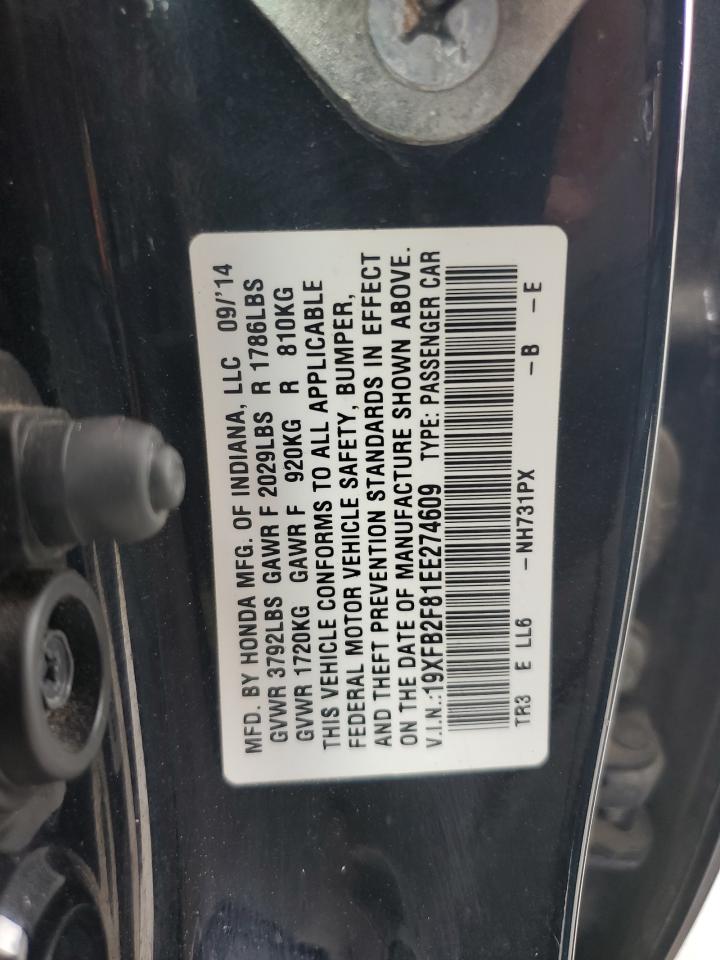 MFD. BY HONDA MFG. OF INDIANA, LLC 09/'14
GVWR 3792LBS GAWR F 2029LBS R 1786LBS
GVWR 1720KG GAWR F 920KG R 810KG
THIS VEHICLE CONFORMS TO ALL APPLICABLE
FEDERAL MOTOR VEHICLE SAFETY, BUMPER,
AND THEFT PREVENTION STANDARDS IN EFFECT
ON THE DATE OF MANUFACTURE SHOWN ABOVE.
V.I.N.:19XFB2F81EE274609 TYPE: PASSENGER CAR
TR3 E LL6 -NH731PX -B -E